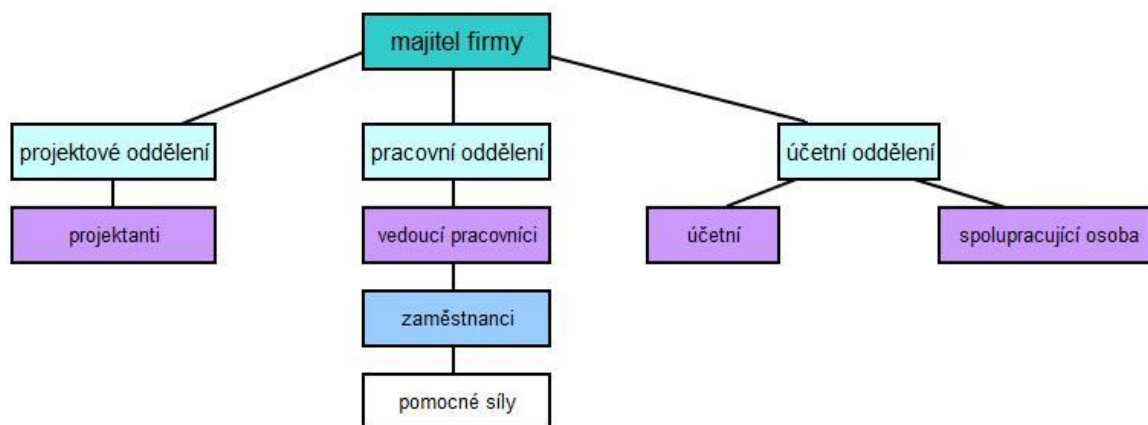 majitel firmy
projektové oddělení
pracovní oddělení
účetní oddělení
projektanti
vedoucí pracovníci
účetní
spolupracující osoba
zaměstnanci
pomocné síly